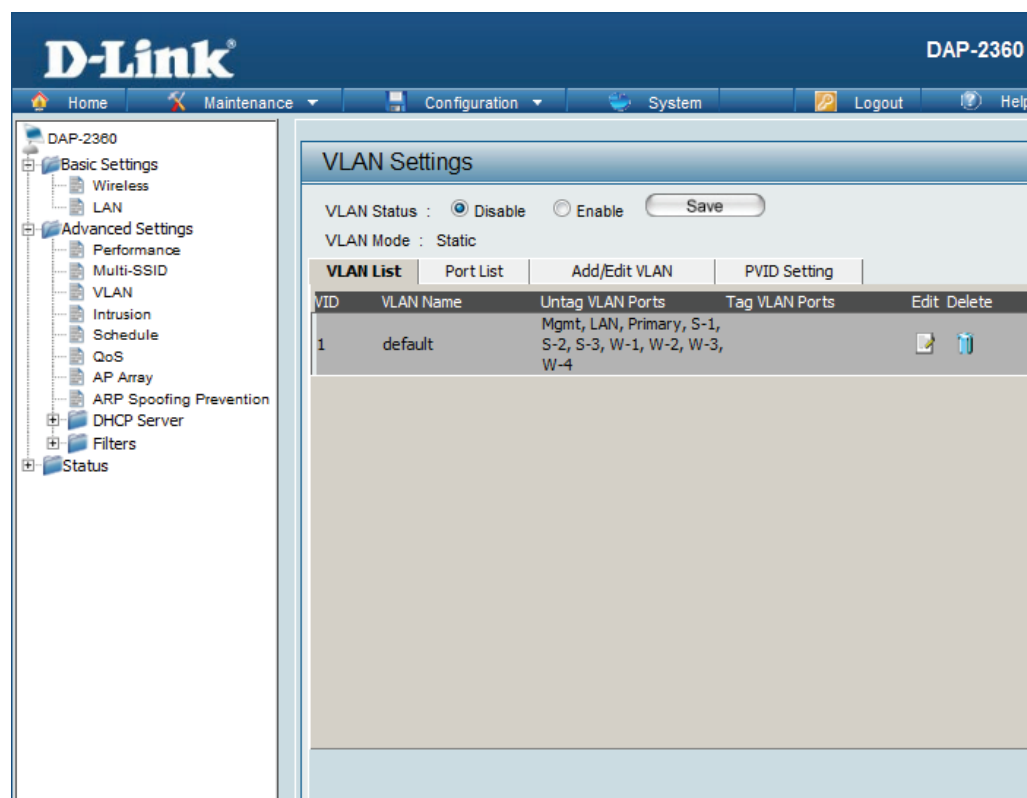 D-Link®
DAP-2360
Home Maintenance Configuration System Logout Help
DAP-2360
Basic Settings
Wireless
LAN
Advanced Settings
Performance
Multi-SSID
VLAN
Intrusion
Schedule
QoS
AP Array
ARP Spoofing Prevention
DHCP Server
Filters
Status
VLAN Settings
VLAN Status : Disable Enable Save
VLAN Mode : Static
VLAN List Port List Add/Edit VLAN PVID Setting
VID VLAN Name Untag VLAN Ports Tag VLAN Ports Edit Delete
1 default Mgmt, LAN, Primary, S-1,
S-2, S-3, W-1, W-2, W-3,
W-4